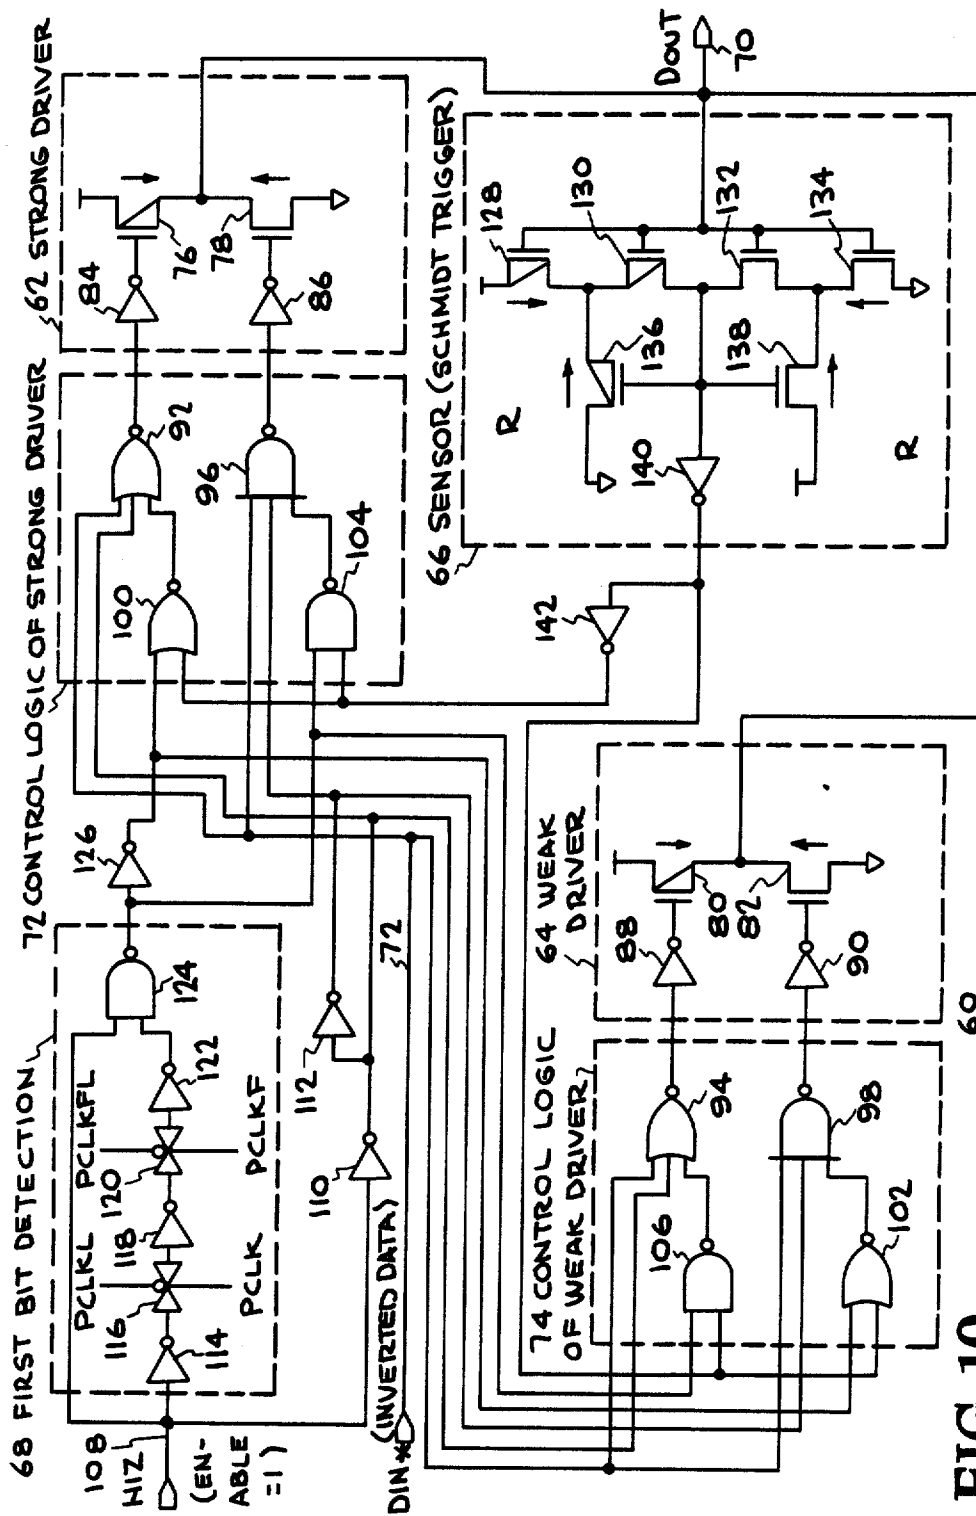 68 FIRST BIT DETECTION
72 CONTROL LOGIC OF STRONG DRIVER
62 STRONG DRIVER
108
HIZ
(EN-
ABLE
=1)
PCLKL
PCLKFL
116
118
120
122
124
114
PCLK
PCLKF
126
100
92
96
104
84
76
78
86
110
112
72
DIN* (INVERTED DATA)
142
66 SENSOR (SCHMIDT TRIGGER)
R
R
128
130
132
134
136
138
140
DOUT
70
74 CONTROL LOGIC
OF WEAK DRIVER
106
94
98
102
64 WEAK
DRIVER
88
80
82
90
60
FIG 10